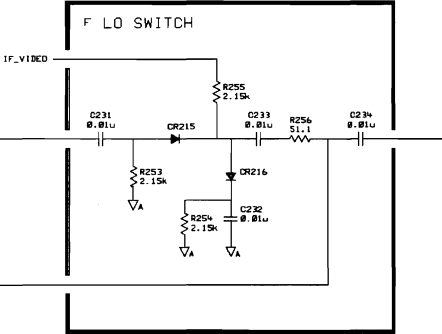 F LO SWITCH
IF_VIDEO
R255
2.15k
C231
0.01u
CR215
C233
0.01u
R256
51.1
C234
0.01u
R253
2.15k
A
CR216
R254
2.15k
A
C232
0.01u
A